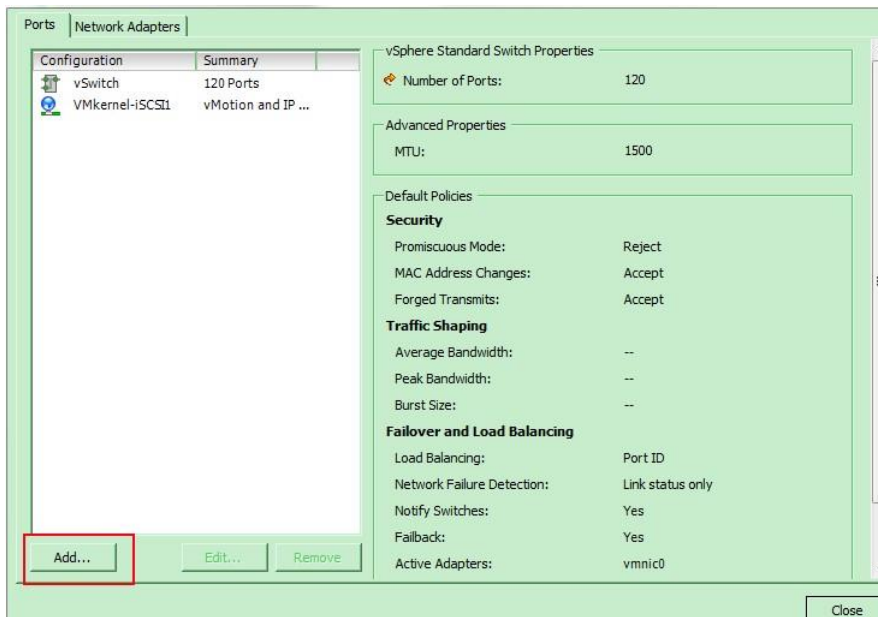 Ports Network Adapters
Configuration Summary
vSwitch 120 Ports
VMkernel-iSCSI1 vMotion and IP ...
Add... Edit... Remove
vSphere Standard Switch Properties
Number of Ports: 120
Advanced Properties
MTU: 1500
Default Policies
Security
Promiscuous Mode: Reject
MAC Address Changes: Accept
Forged Transmits: Accept
Traffic Shaping
Average Bandwidth: --
Peak Bandwidth: --
Burst Size: --
Failover and Load Balancing
Load Balancing: Port ID
Network Failure Detection: Link status only
Notify Switches: Yes
Failback: Yes
Active Adapters: vmnic0
Close